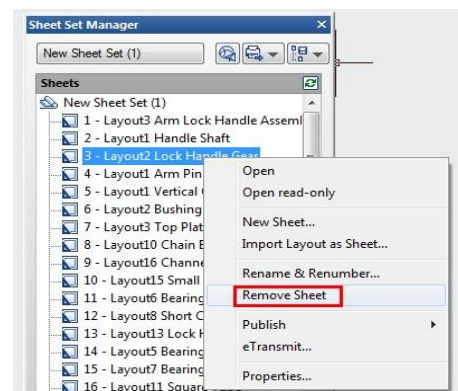 Sheet Set Manager
New Sheet Set (1)
Sheets
New Sheet Set (1)
1 - Layout3 Arm Lock Handle Assem
2 - Layout1 Handle Shaft
3 - Layout2 Lock Handle Gear
4 - Layout1 Arm Pin
5 - Layout1 Vertical
6 - Layout2 Bushing
7 - Layout3 Top Plat
8 - Layout10 Chain
9 - Layout16 Channe
10 - Layout15 Small
11 - Layout6 Bearing
12 - Layout8 Short C
13 - Layout13 Lock
14 - Layout5 Bearing
15 - Layout7 Bearing
16 - Layout11 Square
Open
Open read-only
New Sheet...
Import Layout as Sheet...
Rename & Renumber...
Remove Sheet
Publish
eTransmit...
Properties...